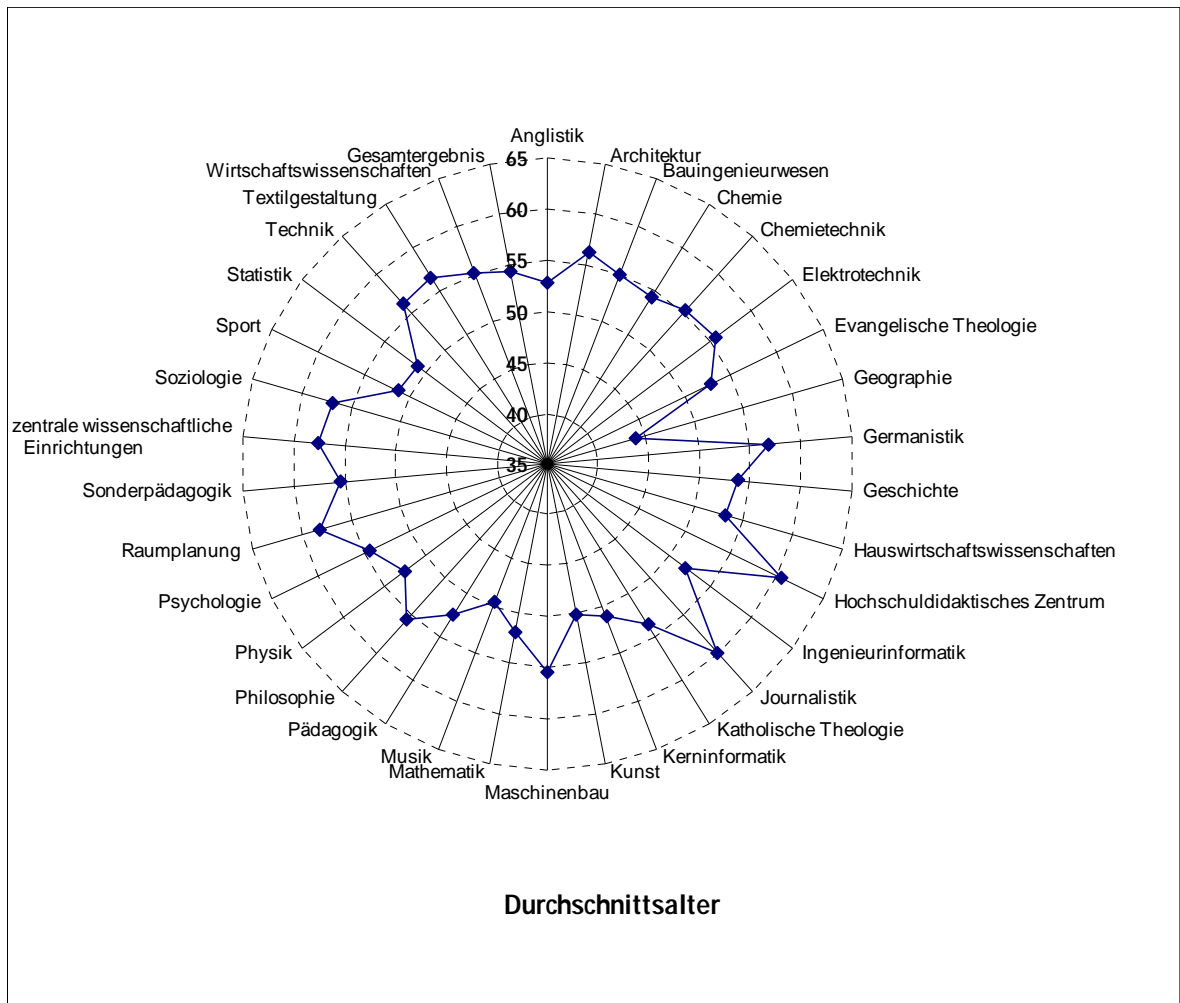 Anglistik
Gesamtergebnis
65
Architektur
Wirtschaftswissenschaften
Bauingenieurwesen
Textilgestaltung
Chemie
60
Technik
Chemietechnik
55
Statistik
Elektrotechnik
50
Sport
Evangelische Theologie
45
Soziologie
Geographie
40
zentrale wissenschaftliche
Einrichtungen
Germanistik
35
Sonderpädagogik
Geschichte
Raumplanung
Hauswirtschaftswissenschaften
Psychologie
Hochschuldidaktisches Zentrum
Physik
Ingenieurinformatik
Philosophie
Journalistik
Pädagogik
Katholische Theologie
Musik
Kerninformatik
Mathematik
Kunst
Maschinenbau
Durchschnittsalter